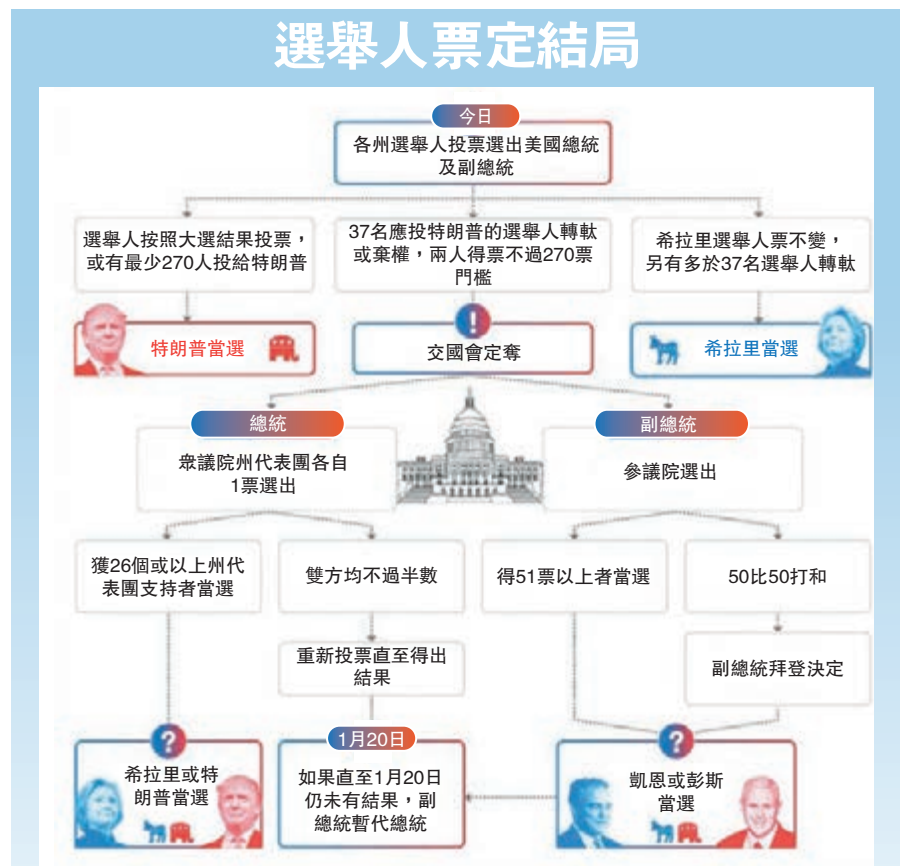 選舉人票定結局
今日
各州選舉人投票選出美國總統
及副總統
選舉人按照大選結果投票，
或有最少270人投給特朗普
37名應投特朗普的選舉人轉軚
或棄權，兩人得票不過270票
門檻
希拉里選舉人票不變，
另有多於37名選舉人轉軚
特朗普當選
!
交國會定奪
希拉里當選
總統
眾議院州代表團各自
1票選出
副總統
參議院選出
獲26個或以上州代
表團支持者當選
雙方均不過半數
得51票以上者當選
50比50打和
重新投票直至得出
結果
副總統拜登決定
?
希拉里或特
朗普當選
1月20日
如果直至1月20日
仍未有結果，副
總統暫代總統
?
凱恩或彭斯
當選